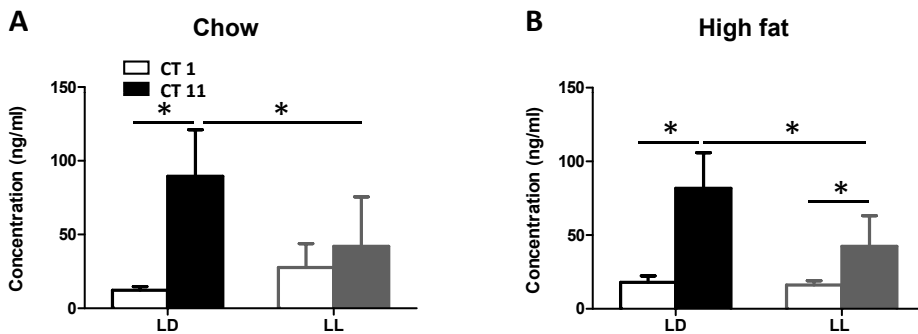 A
Chow
CT 1
CT 11
Concentration (ng/ml)
150
100
50
0
*
*
LD
LL
B
High fat
Concentration (ng/ml)
150
100
50
0
*
*
*
LD
LL